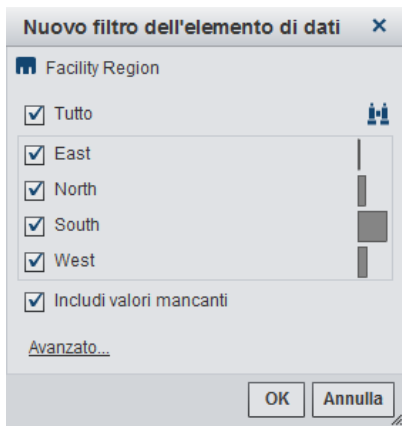 Nuovo filtro dell'elemento di dati
Facility Region
Tutto
East
North
South
West
Includi valori mancanti
Avanzato...
OK Annulla